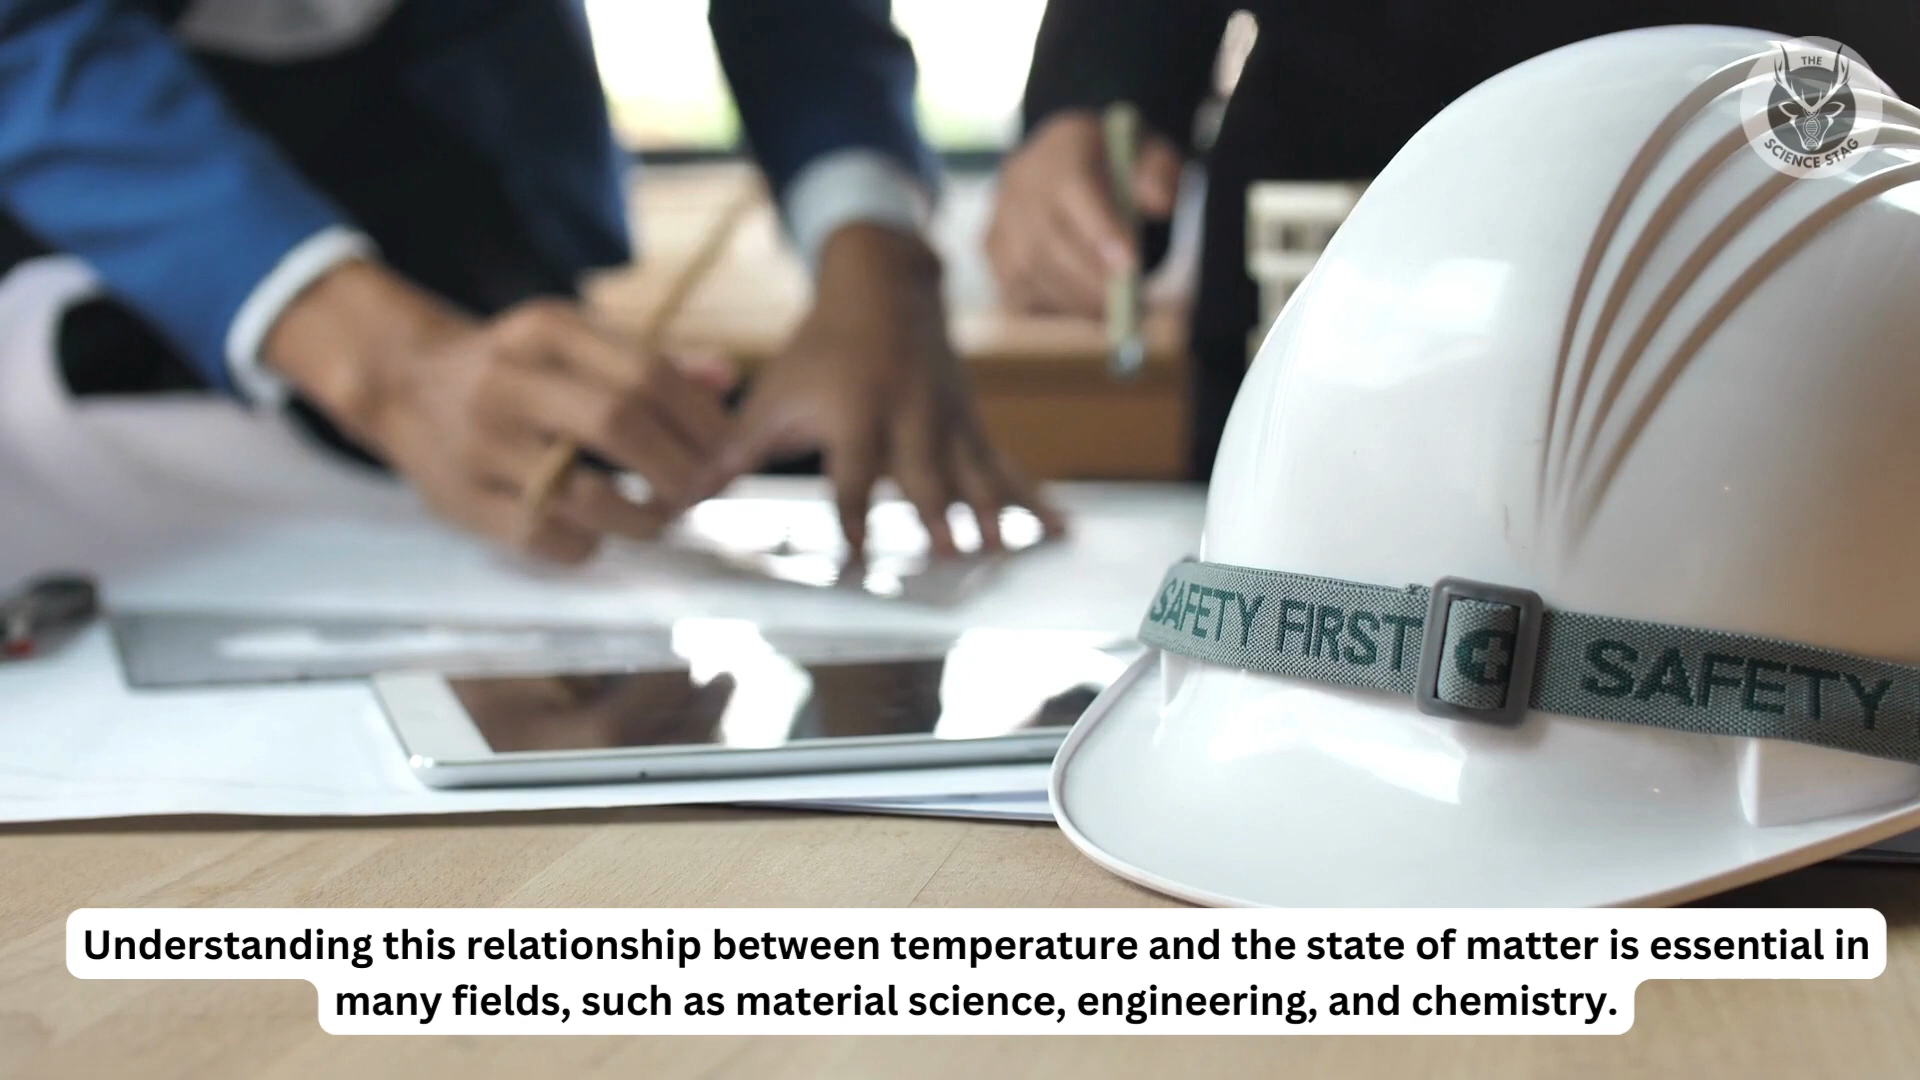 THE
SCIENCE STAG
SAFETY FIRST SAFETY
Understanding this relationship between temperature and the state of matter is essential in
many fields, such as material science, engineering, and chemistry.